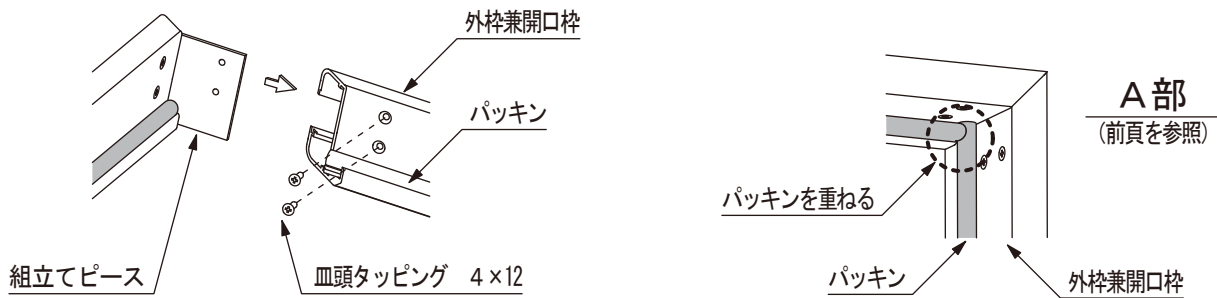 外枠兼開口枠
パッキン
組立てピース
皿頭タッピング 4×12
A部
(前頁を参照)
パッキンを重ねる
パッキン
外枠兼開口枠